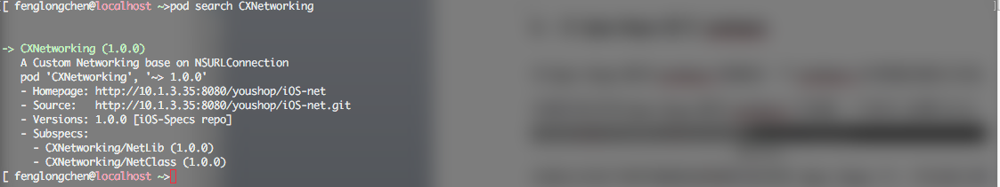 [ fenglongchen@localhost ~>pod search CXNetworking ]
-> CXNetworking (1.0.0)
A Custom Networking base on NSURLConnection
pod 'CXNetworking', '~> 1.0.0'
- Homepage: http://10.1.3.35:8080/youshop/iOS-net
- Source:   http://10.1.3.35:8080/youshop/iOS-net.git
- Versions: 1.0.0 [iOS-Specs repo]
- Subspecs:
- CXNetworking/NetLib (1.0.0)
- CXNetworking/NetClass (1.0.0)
[ fenglongchen@localhost ~>